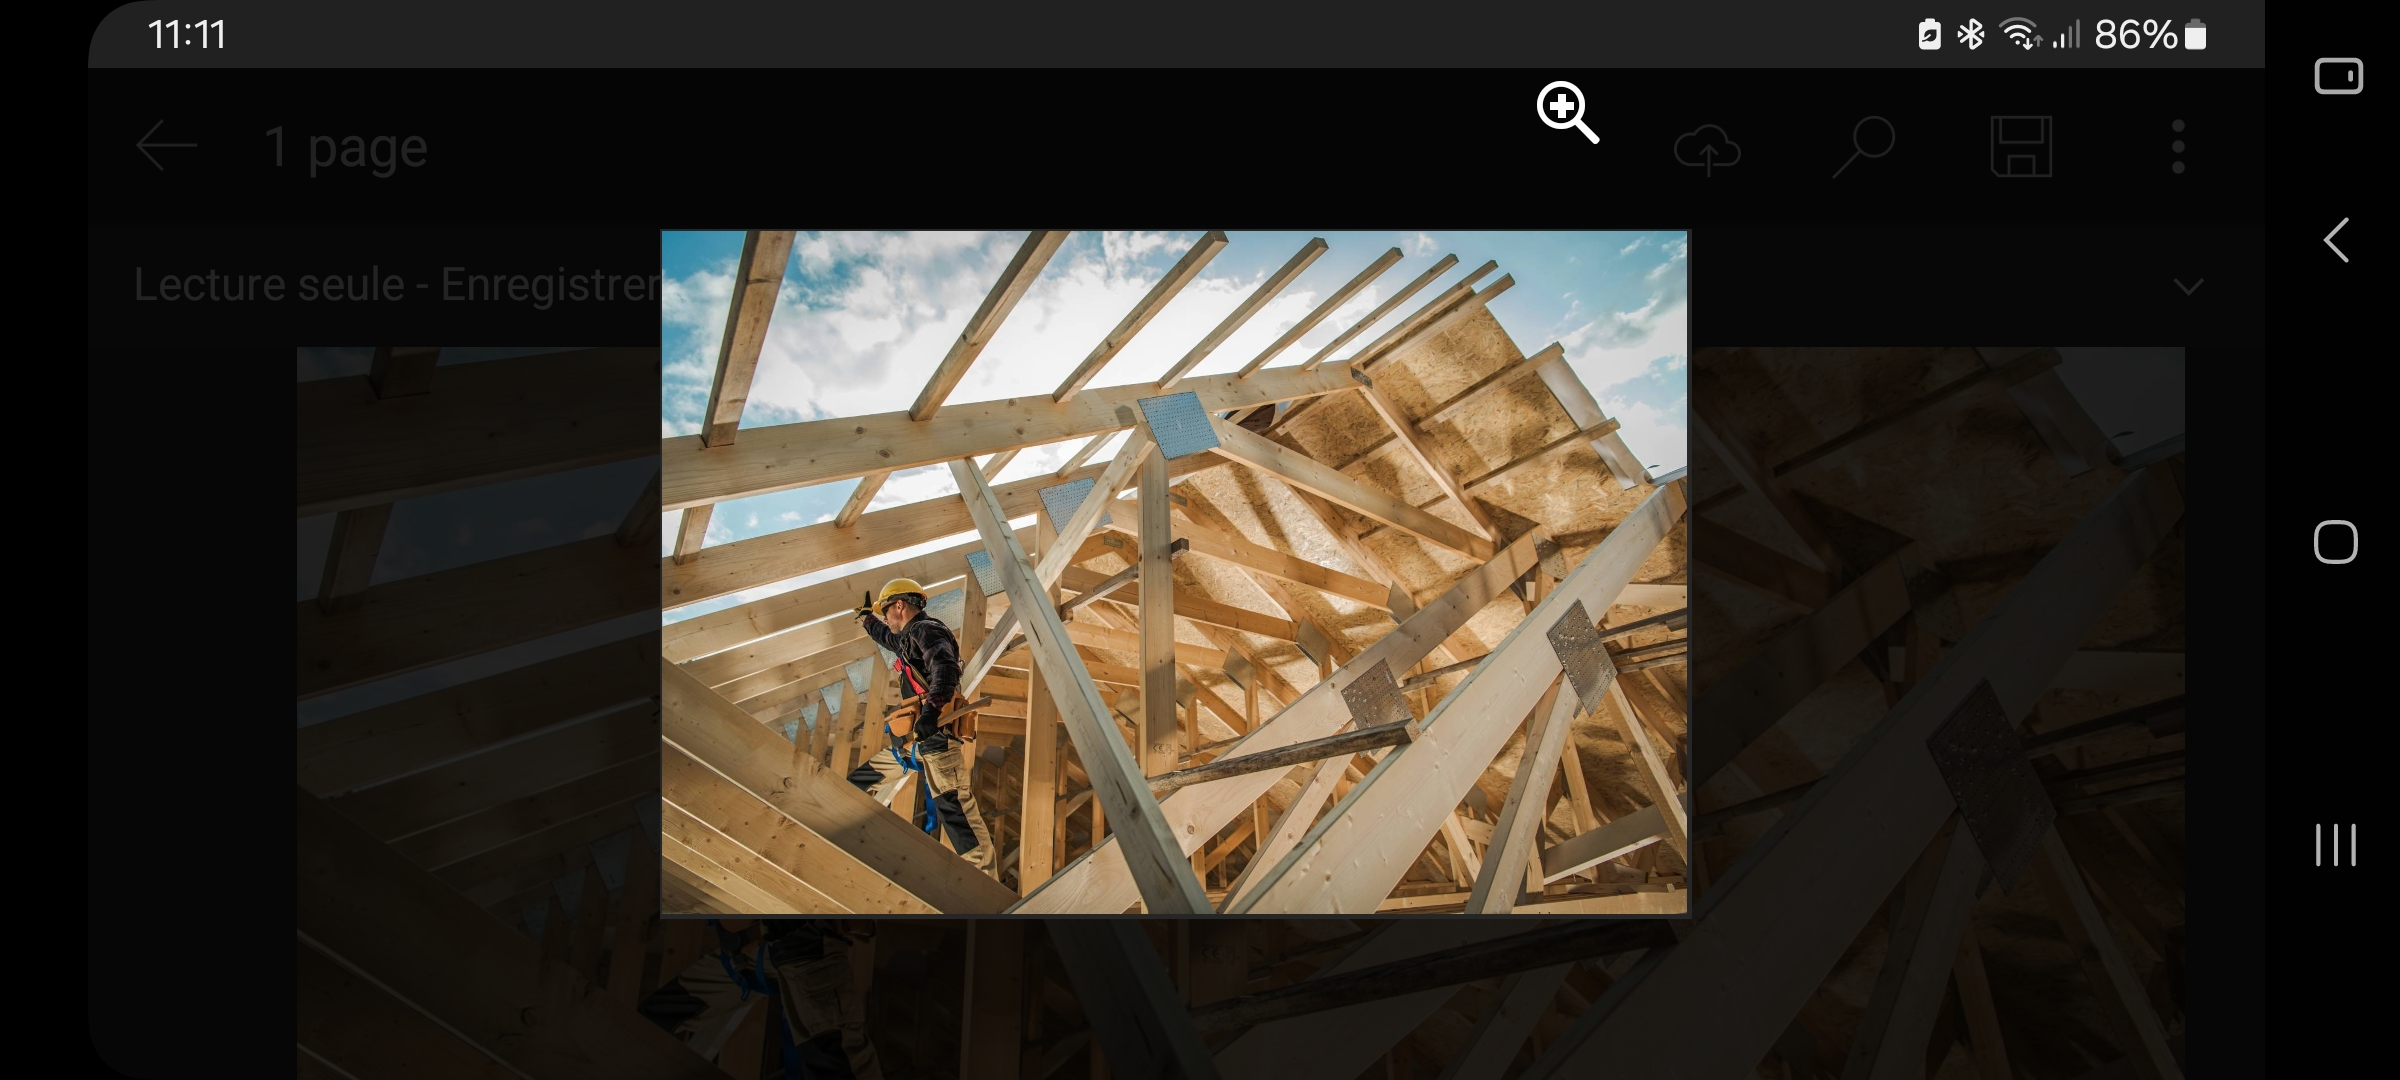 11:11
86%
1 page
Lecture seule - Enregistrer